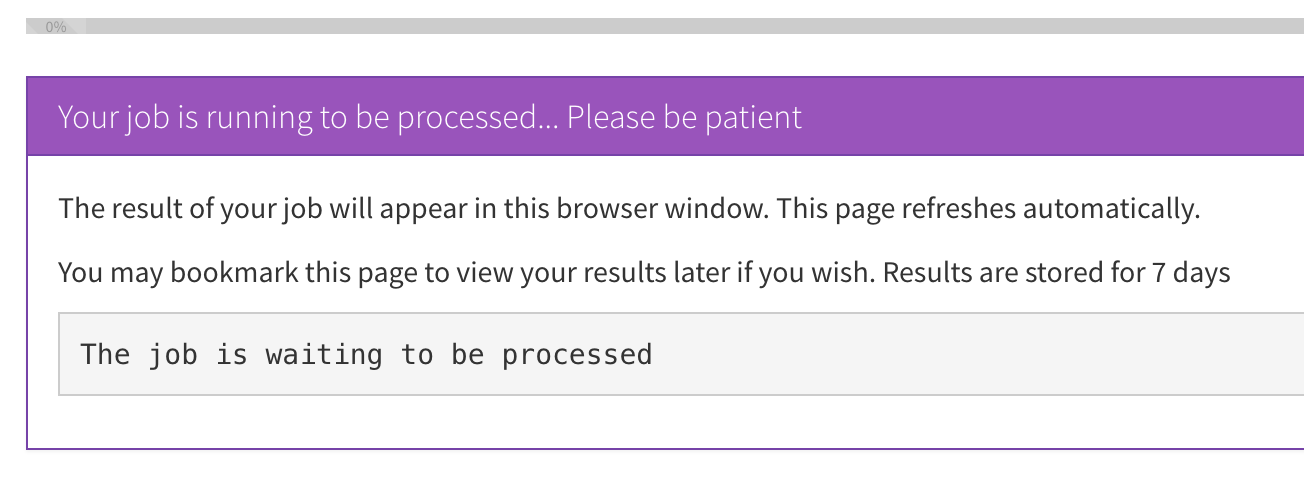 0%
Your job is running to be processed... Please be patient
The result of your job will appear in this browser window. This page refreshes automatically.
You may bookmark this page to view your results later if you wish. Results are stored for 7 days
The job is waiting to be processed